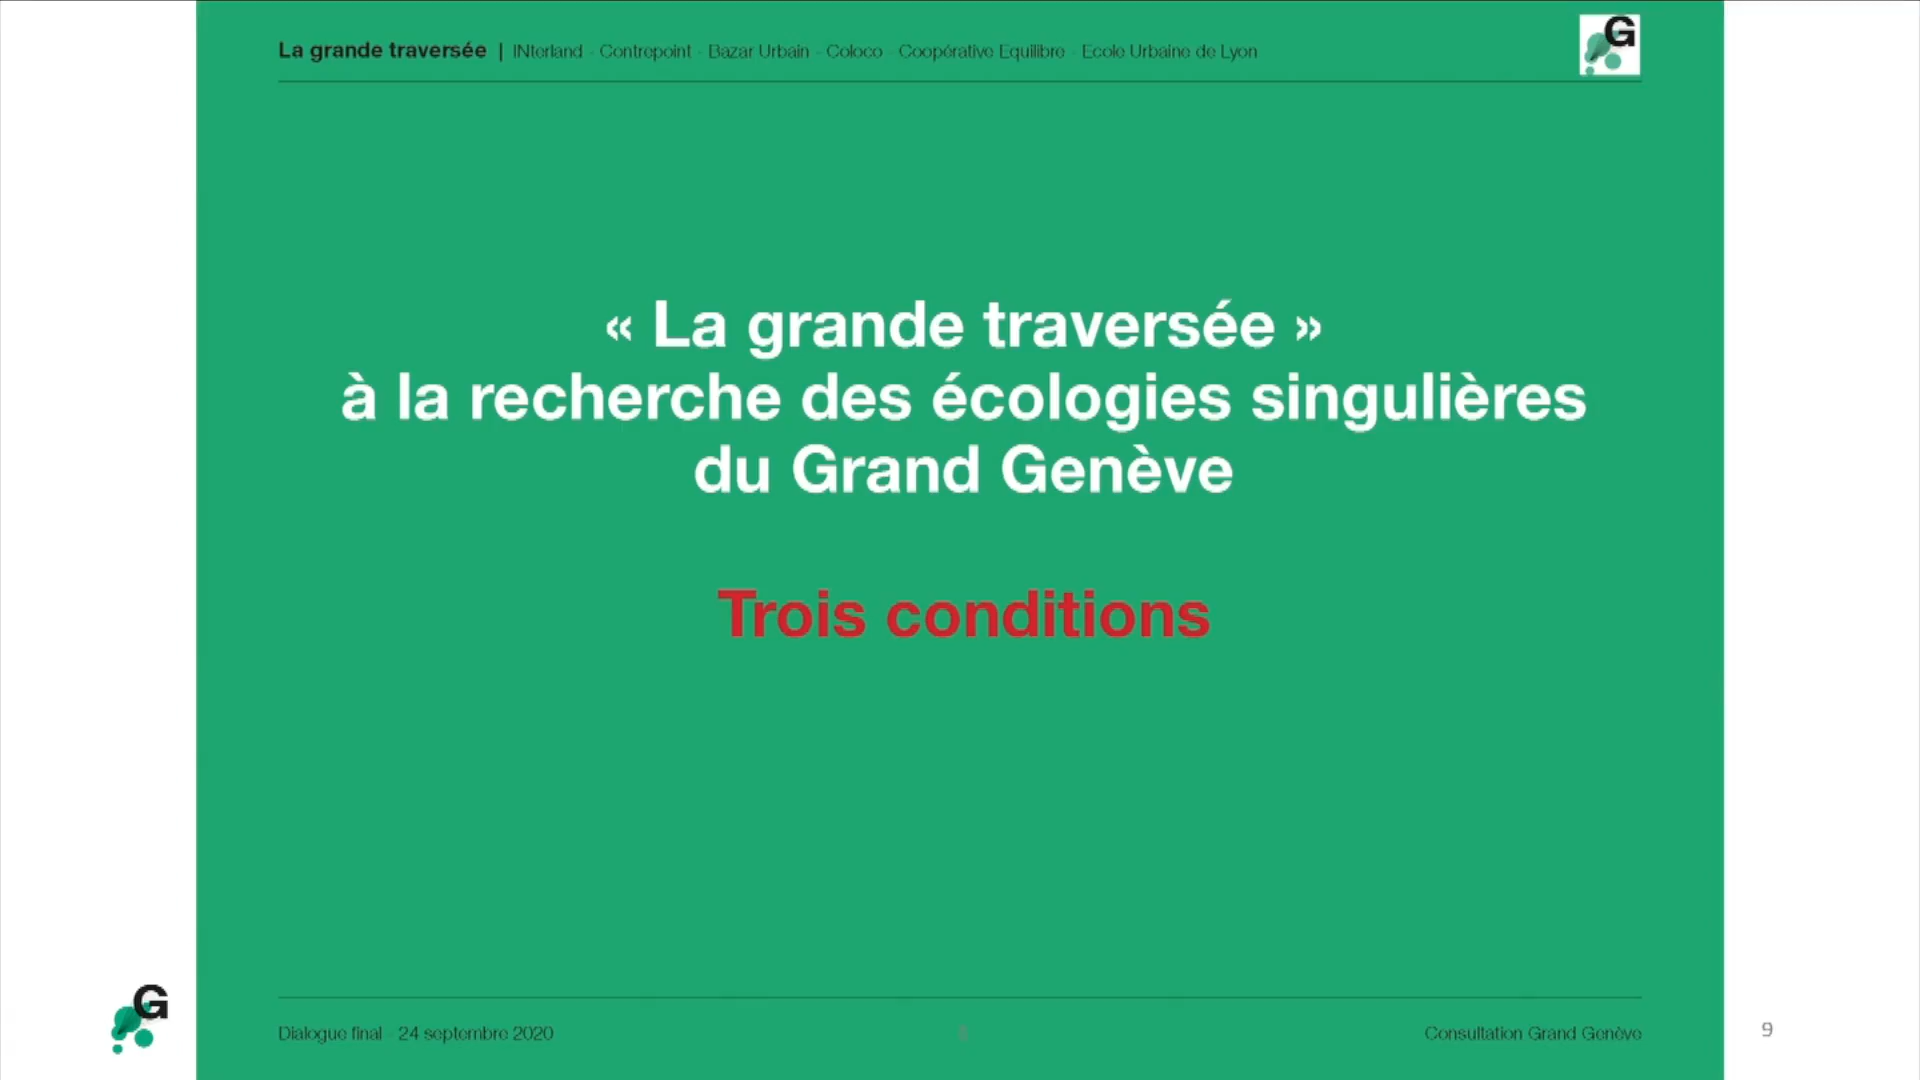 La grande traversée | INterland - Contrepoint - Bazar Urbain - Coloco - Coopérative Equilibre - Ecole Urbaine de Lyon
G
« La grande traversée »
à la recherche des écologies singulières
du Grand Genève
Trois conditions
G
Dialogue final - 24 septembre 2020
Consultation Grand Genève
9